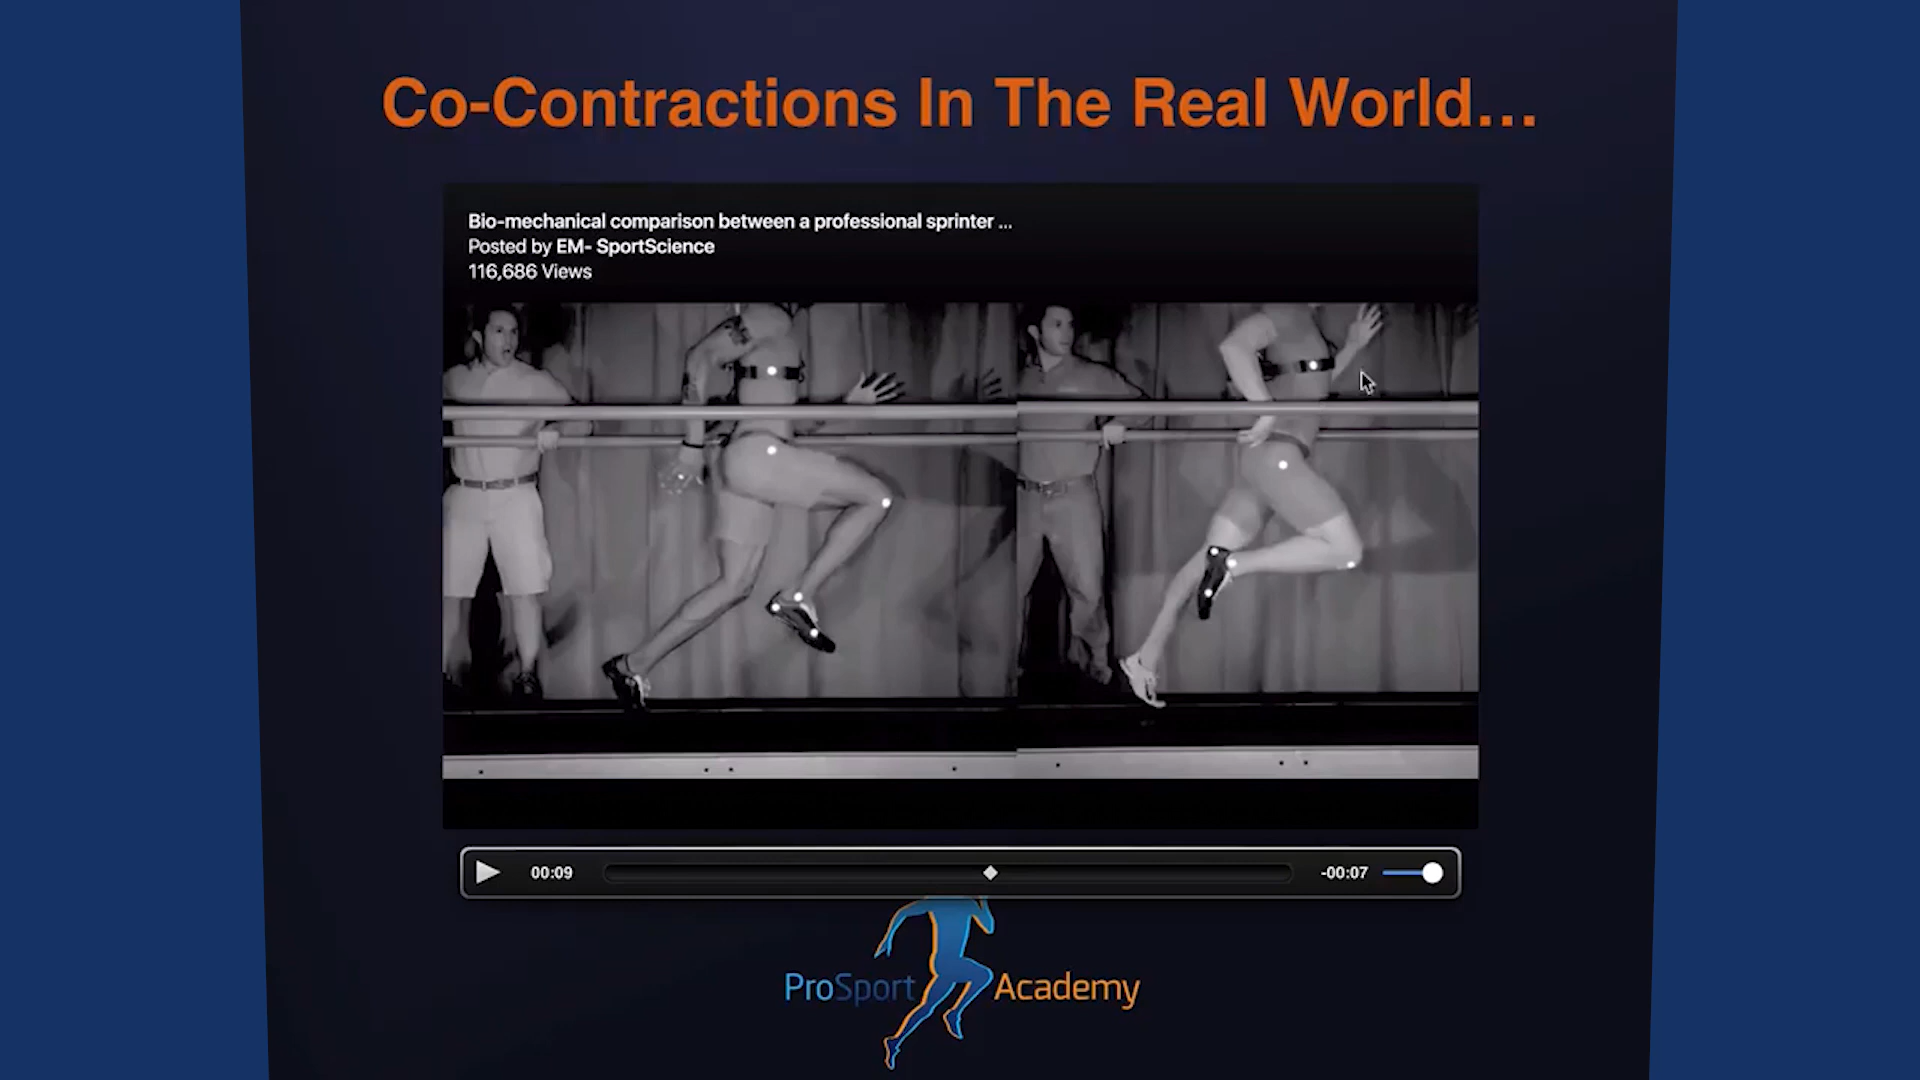 Co-Contractions In The Real World...
Bio-mechanical comparison between a professional sprinter ...
Posted by EM- SportScience
116,686 Views
00:09
-00:07
ProSport Academy